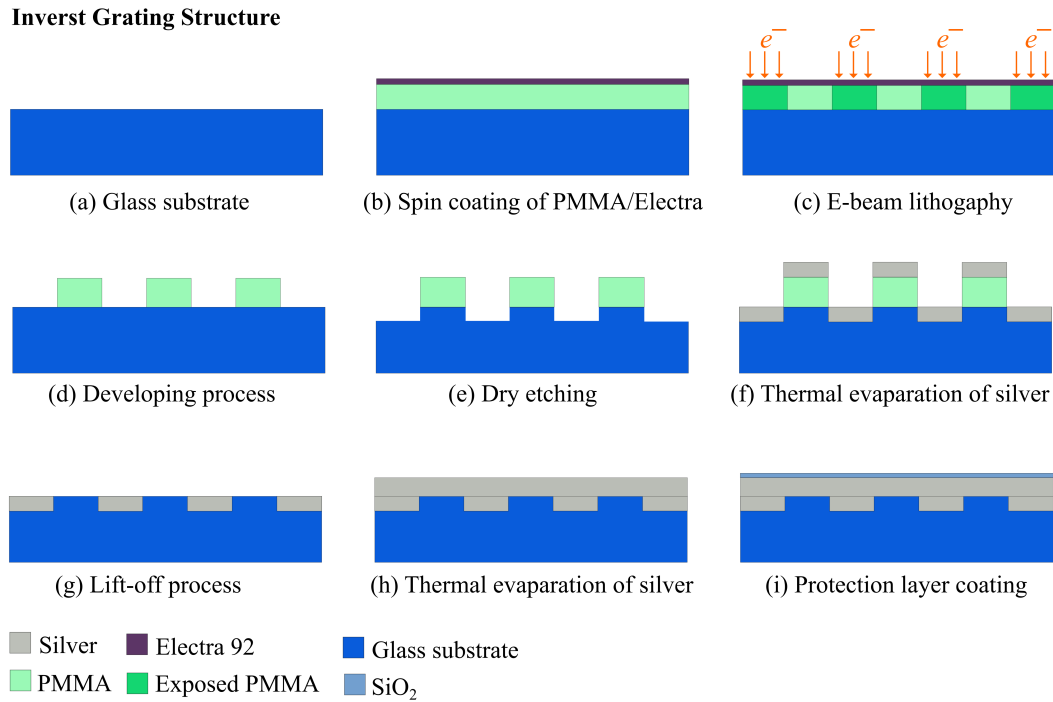 Inverst Grating Structure
e⁻ e⁻ e⁻ e⁻
(a) Glass substrate
(b) Spin coating of PMMA/Electra
(c) E-beam lithogaphy
(d) Developing process
(e) Dry etching
(f) Thermal evaparation of silver
(g) Lift-off process
(h) Thermal evaparation of silver
(i) Protection layer coating
Silver
Electra 92
Glass substrate
PMMA
Exposed PMMA
SiO₂